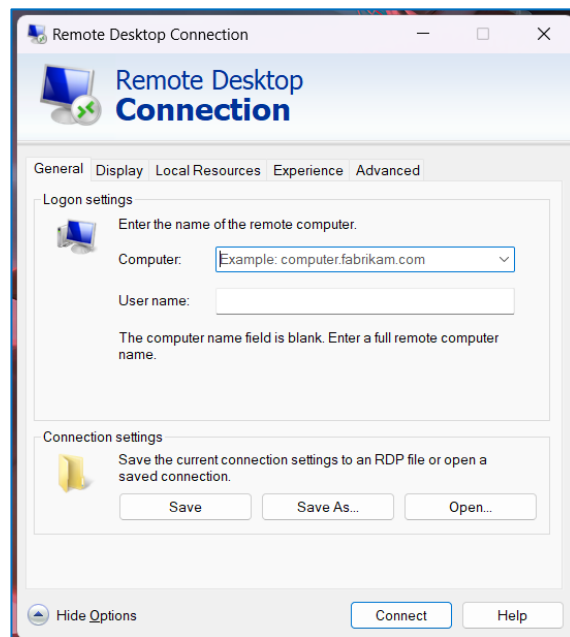 Remote Desktop Connection
Remote Desktop
Connection
General Display Local Resources Experience Advanced
Logon settings
Enter the name of the remote computer.
Computer: Example: computer.fabrikam.com
User name:
The computer name field is blank. Enter a full remote computer
name.
Connection settings
Save the current connection settings to an RDP file or open a
saved connection.
Save Save As... Open...
Hide Options Connect Help